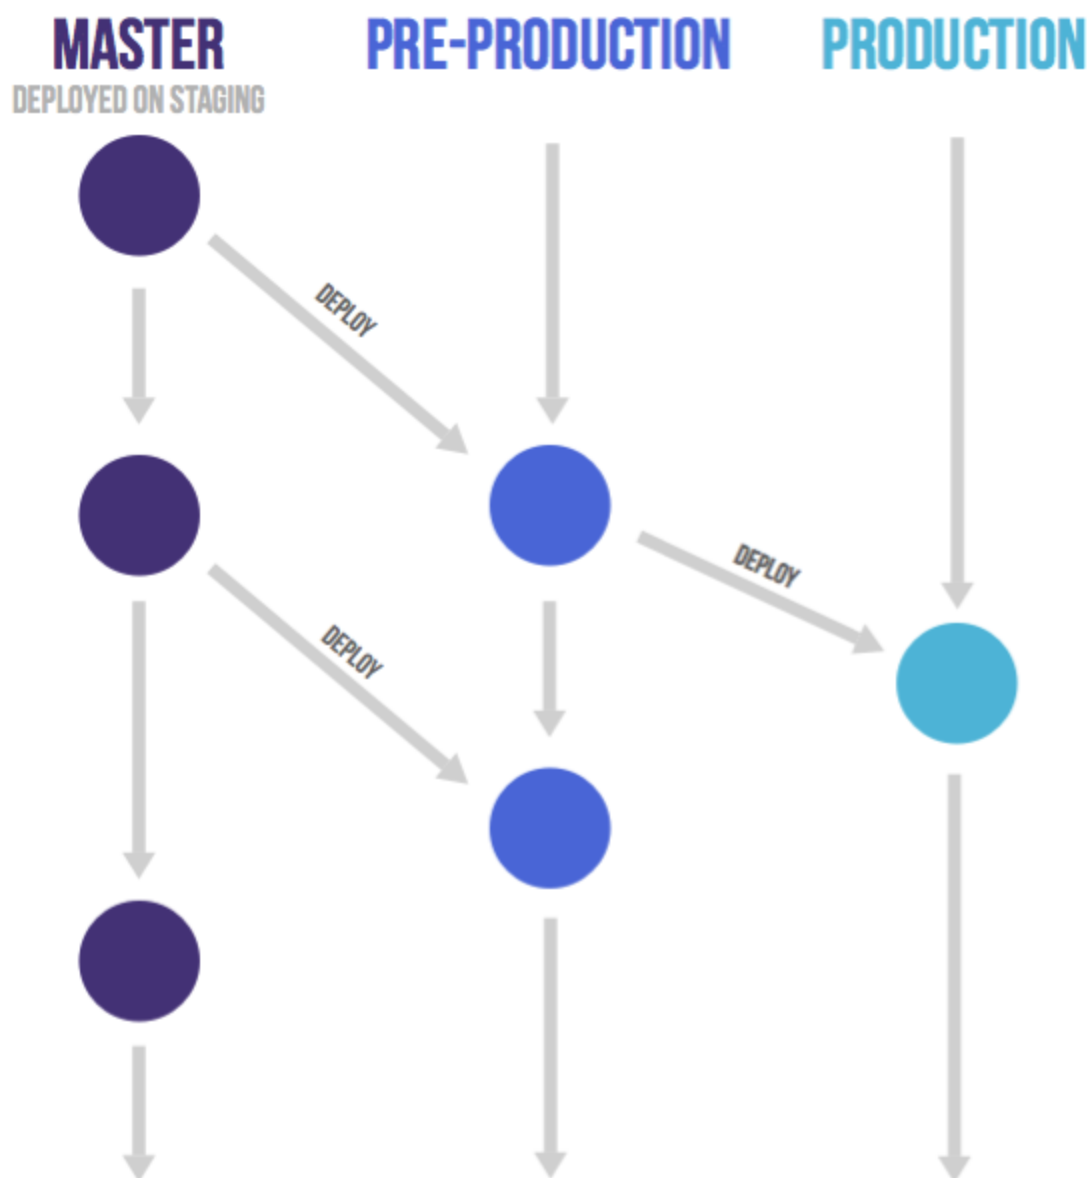 MASTER
DEPLOYED ON STAGING
PRE-PRODUCTION
PRODUCTION
DEPLOY
DEPLOY
DEPLOY